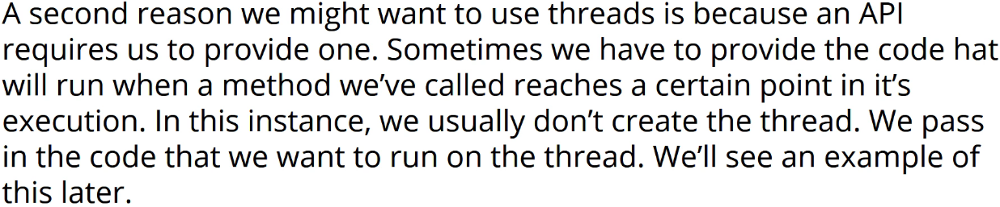 A second reason we might want to use threads is because an API
requires us to provide one. Sometimes we have to provide the code hat
will run when a method we’ve called reaches a certain point in it’s
execution. In this instance, we usually don’t create the thread. We pass
in the code that we want to run on the thread. We’ll see an example of
this later.